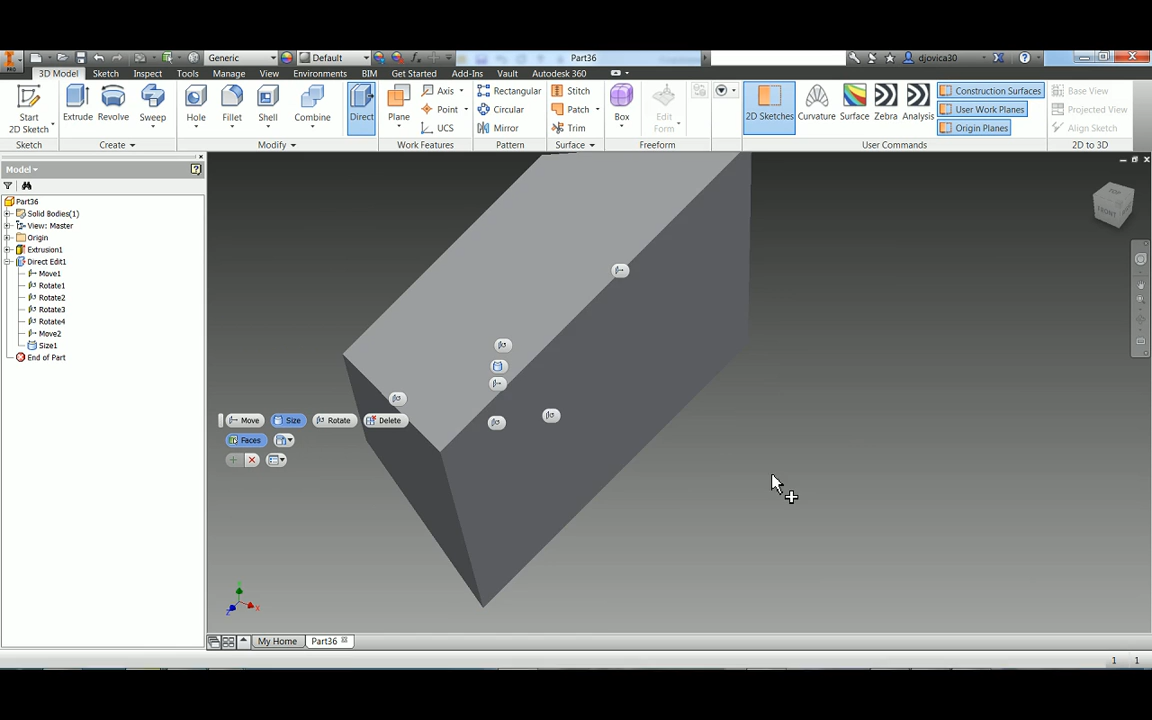 PRO
Generic
Default
Part36
djovica30
3D Model Sketch Inspect Tools Manage View Environments BIM Get Started Add-Ins Vault Autodesk 360
Start
2D Sketch
Extrude Revolve Sweep
Hole Fillet Shell Combine
Direct
Plane
Axis
Point
UCS
Rectangular
Circular
Mirror
Stitch
Patch
Trim
Box
Edit
Form
2D Sketches Curvature Surface Zebra Analysis
Construction Surfaces
User Work Planes
Origin Planes
Base View
Projected View
Align Sketch
Sketch Create Modify Work Features Pattern Surface Freeform User Commands 2D to 3D
Model
Part36
Solid Bodies(1)
View: Master
Origin
Extrusion1
Direct Edit1
Move1
Rotate1
Rotate2
Rotate3
Rotate4
Move2
Size1
End of Part
TOP
FRONT
Move Size Rotate Delete
Faces
Y
X
Z
My Home Part36
1 1